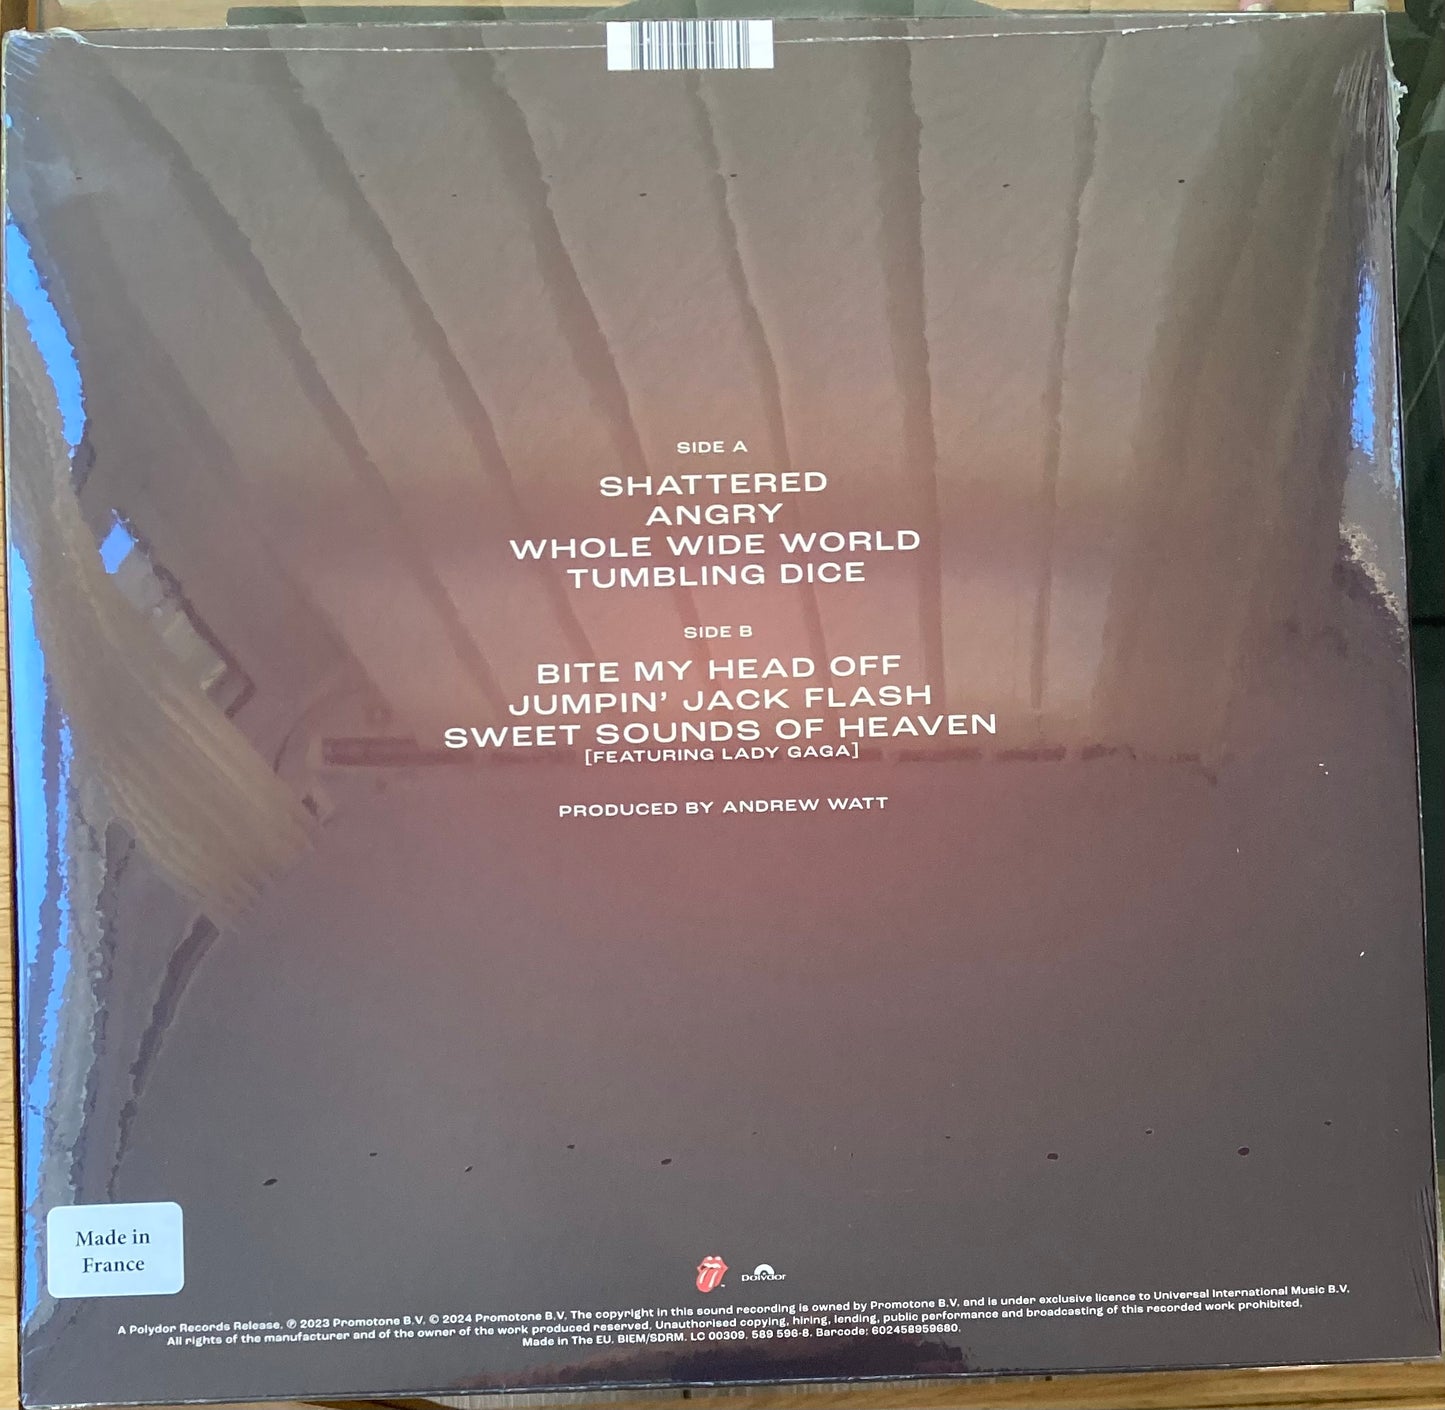 SIDE A
SHATTERED
ANGRY
WHOLE WIDE WORLD
TUMBLING DICE
SIDE B
BITE MY HEAD OFF
JUMPIN' JACK FLASH
SWEET SOUNDS OF HEAVEN
[FEATURING LADY GAGA]
PRODUCED BY ANDREW WATT
Made in
France
Polydor
A Polydor Records Release. ℗ 2023 Promotone B.V. © 2024 Promotone B.V. The copyright in this sound recording is owned by Promotone B.V. and is under exclusive licence to Universal International Music B.V.
All rights of the manufacturer and of the owner of the work produced reserved. Unauthorised copying, hiring, lending, public performance and broadcasting of this recorded work prohibited.
Made in The EU. BIEM/SDRM. LC 00309. 589 596-8. Barcode: 602458959680.